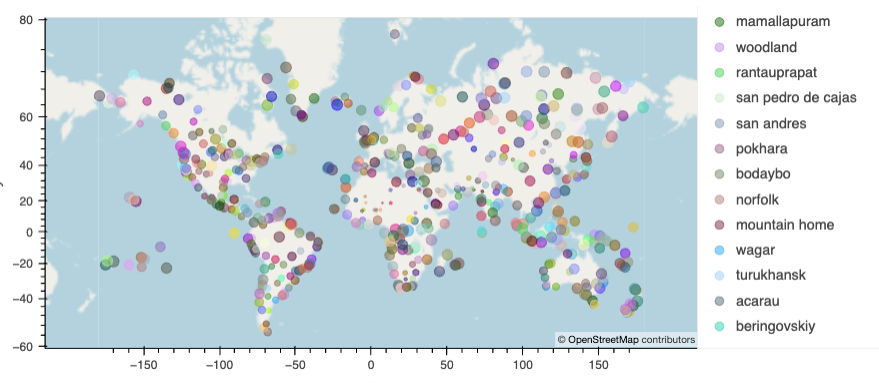 80
60
40
20
0
−20
−40
−60
−150
−100
−50
0
50
100
150
© OpenStreetMap contributors
mamallapuram
woodland
rantauprapat
san pedro de cajas
san andres
pokhara
bodaybo
norfolk
mountain home
wagar
turukhansk
acarau
beringovskiy